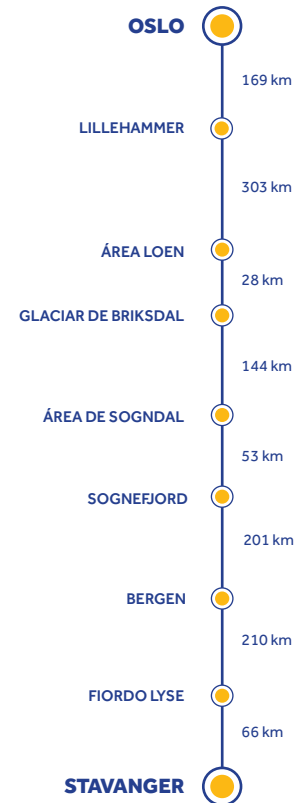 OSLO
169 km
LILLEHAMMER
303 km
ÁREA LOEN
28 km
GLACIAR DE BRIKSDAL
144 km
ÁREA DE SOGNDAL
53 km
SOGNEFJORD
201 km
BERGEN
210 km
FIORDO LYSE
66 km
STAVANGER